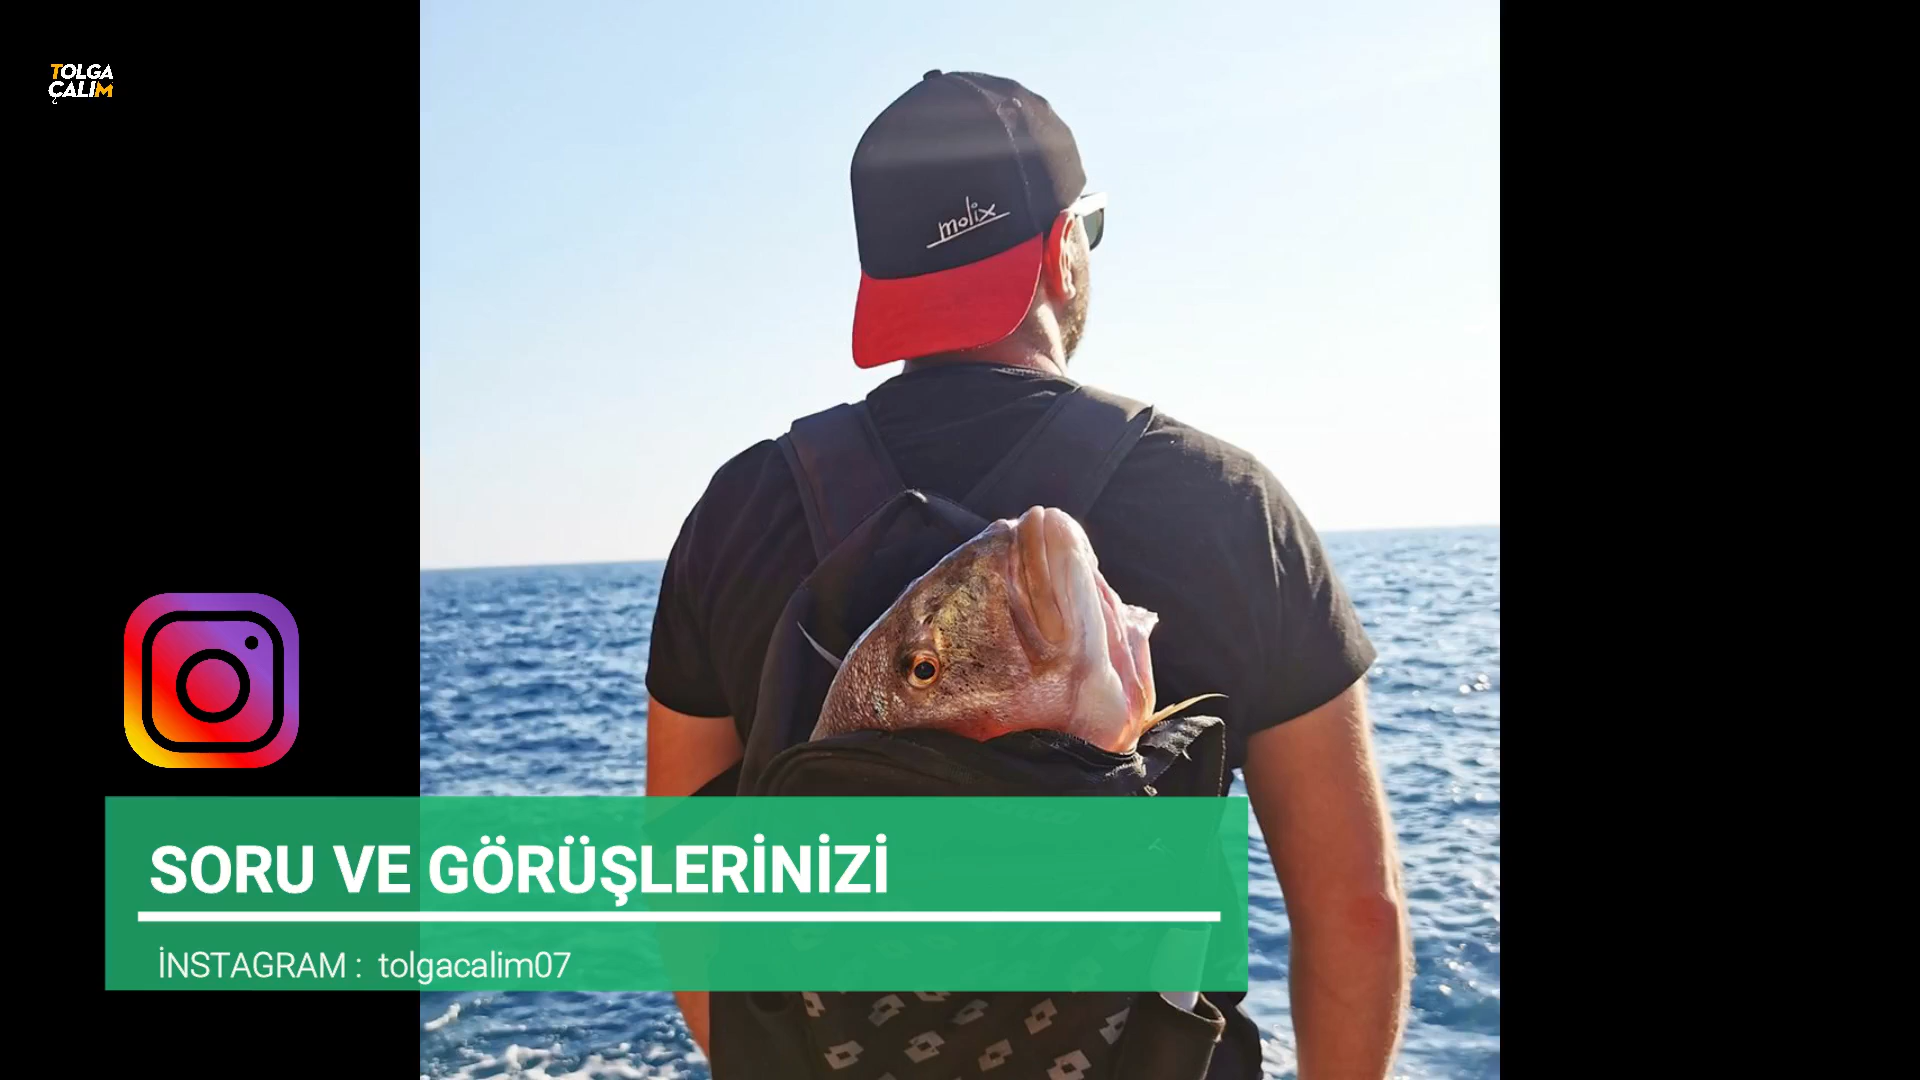 TOLGA
ÇALIM
molix
SORU VE GÖRÜŞLERİNİZİ
İNSTAGRAM : tolgacalim07